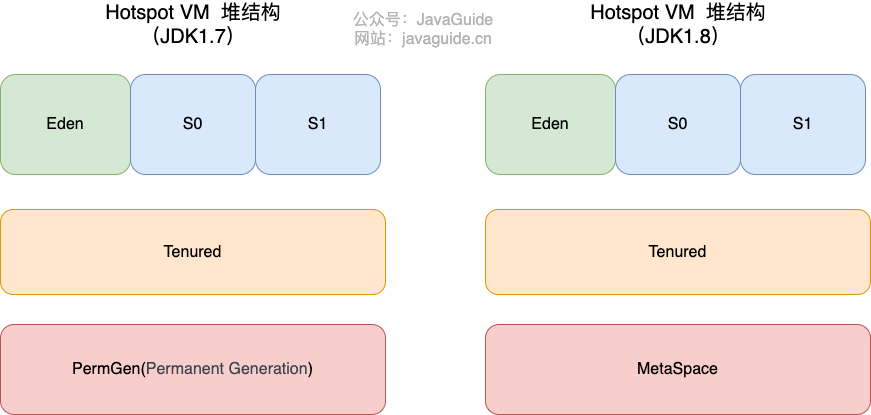 Hotspot VM 堆结构
（JDK1.7）
公众号：JavaGuide
网站：javaguide.cn
Hotspot VM 堆结构
（JDK1.8）
Eden
S0
S1
Eden
S0
S1
Tenured
Tenured
PermGen(Permanent Generation)
MetaSpace